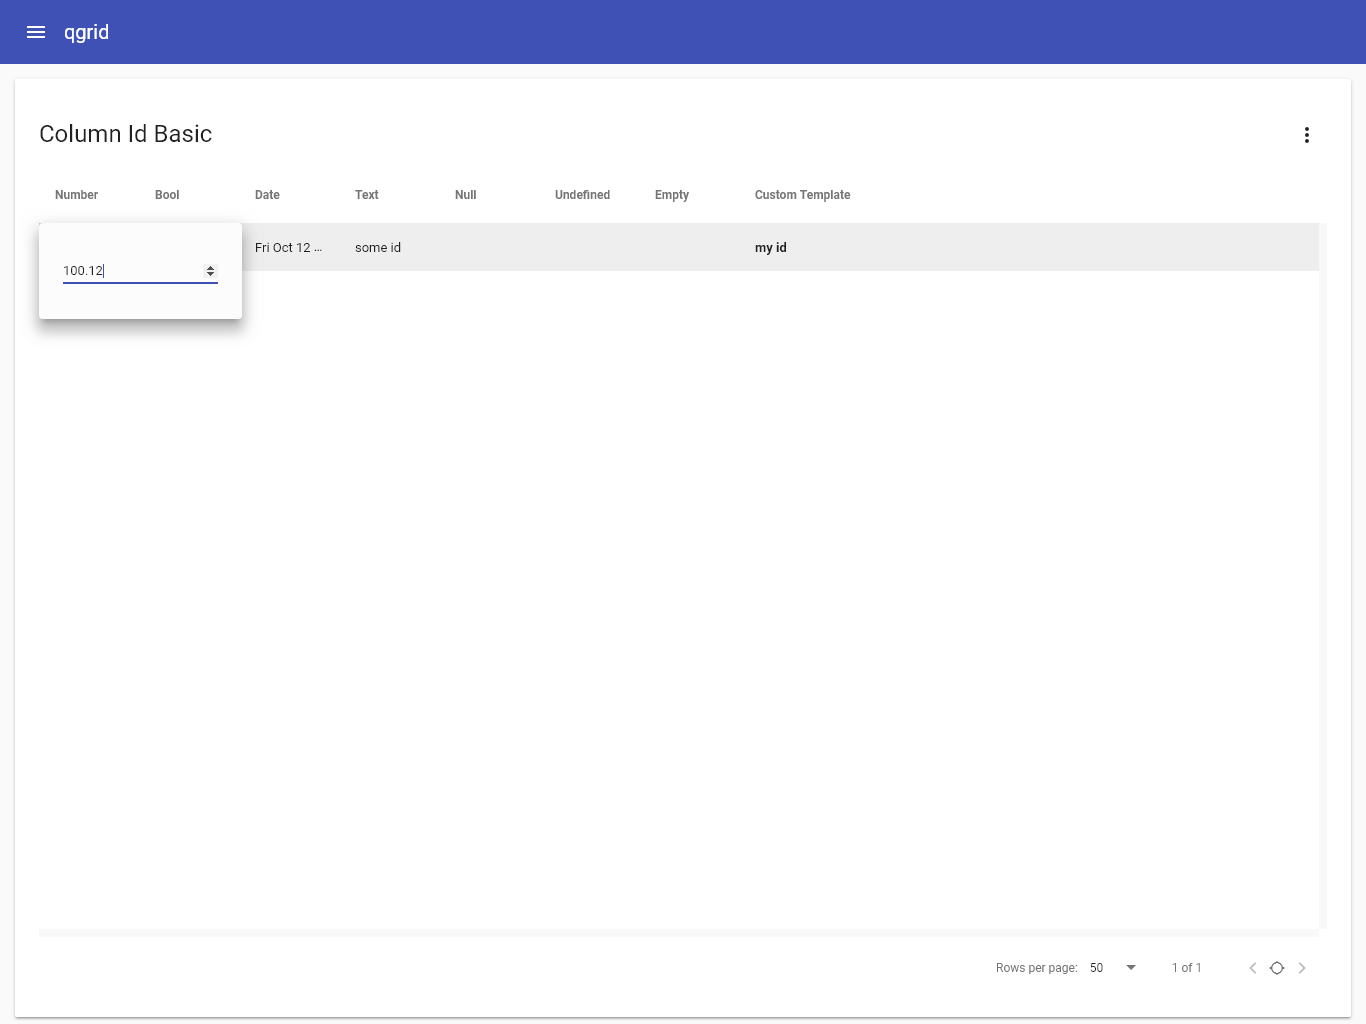 qgrid
Column Id Basic
Number Bool Date Text Null Undefined Empty Custom Template
Fri Oct 12 ... some id my id
100.12
Rows per page: 50 1 of 1